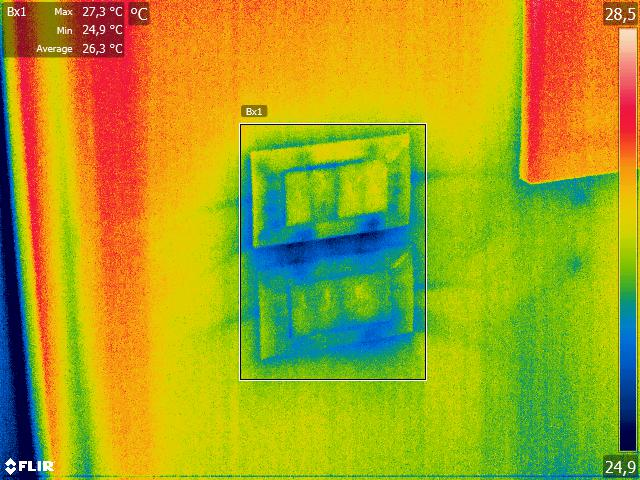 Bx1 Max 27,3 °C °C
Min 24,9 °C
Average 26,3 °C
28,5
Bx1
FLIR
24,9